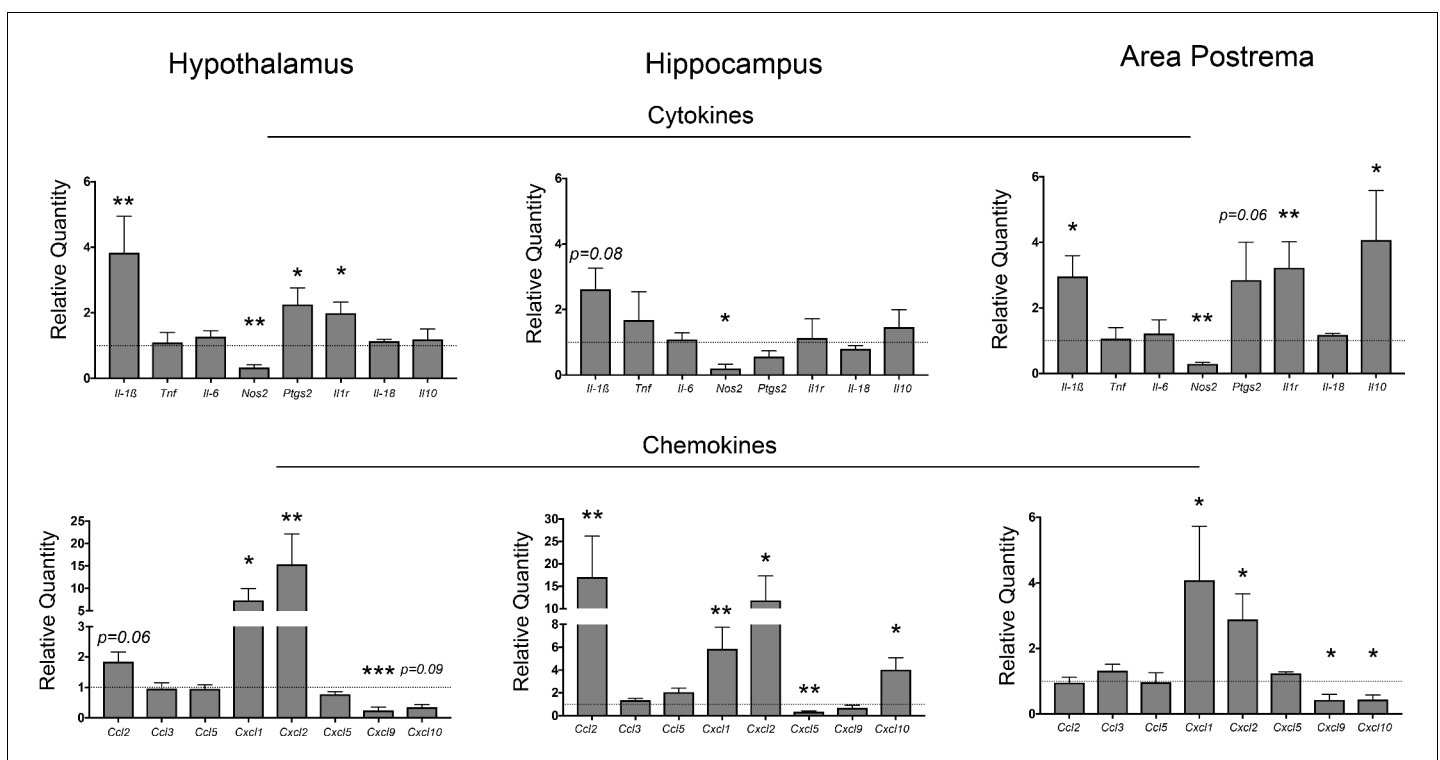 Hypothalamus
Hippocampus
Area Postrema
Cytokines
Relative Quantity
6
4
2
0
**
**
*
*
Il-1ß Tnf Il-6 Nos2 Ptgs2 Il1r Il-18 Il10
Relative Quantity
6
4
2
0
p=0.08
*
Il-1ß Tnf Il-6 Nos2 Ptgs2 Il1r Il-18 Il10
Relative Quantity
6
4
2
0
*
**
p=0.06
**
*
Il-1ß Tnf Il-6 Nos2 Ptgs2 Il1r Il-18 Il10
Chemokines
Relative Quantity
25
20
15
10
5
3
2
1
0
p=0.06
*
**
***
p=0.09
Ccl2 Ccl3 Ccl5 Cxcl1 Cxcl2 Cxcl5 Cxcl9 Cxcl10
Relative Quantity
30
25
20
15
10
8
6
4
2
0
**
**
*
**
*
Ccl2 Ccl3 Ccl5 Cxcl1 Cxcl2 Cxcl5 Cxcl9 Cxcl10
Relative Quantity
6
4
2
0
*
*
*
*
Ccl2 Ccl3 Ccl5 Cxcl1 Cxcl2 Cxcl5 Cxcl9 Cxcl10